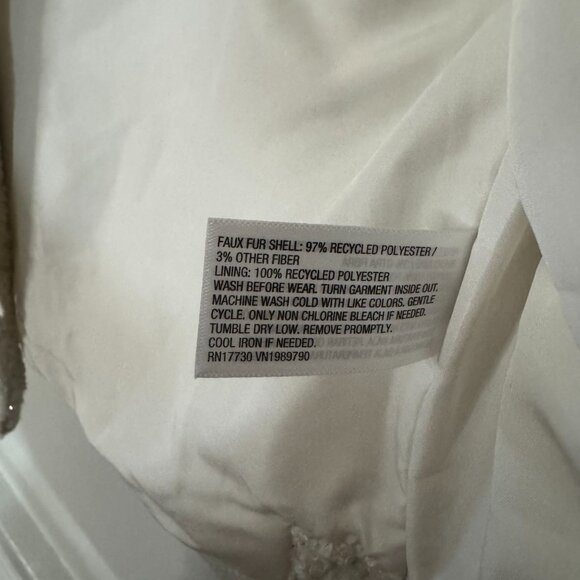 FAUX FUR SHELL: 97% RECYCLED POLYESTER /
3% OTHER FIBER
LINING: 100% RECYCLED POLYESTER
WASH BEFORE WEAR. TURN GARMENT INSIDE OUT.
MACHINE WASH COLD WITH LIKE COLORS. GENTLE
CYCLE. ONLY NON CHLORINE BLEACH IF NEEDED.
TUMBLE DRY LOW. REMOVE PROMPTLY.
COOL IRON IF NEEDED.
RN17730 VN1989790